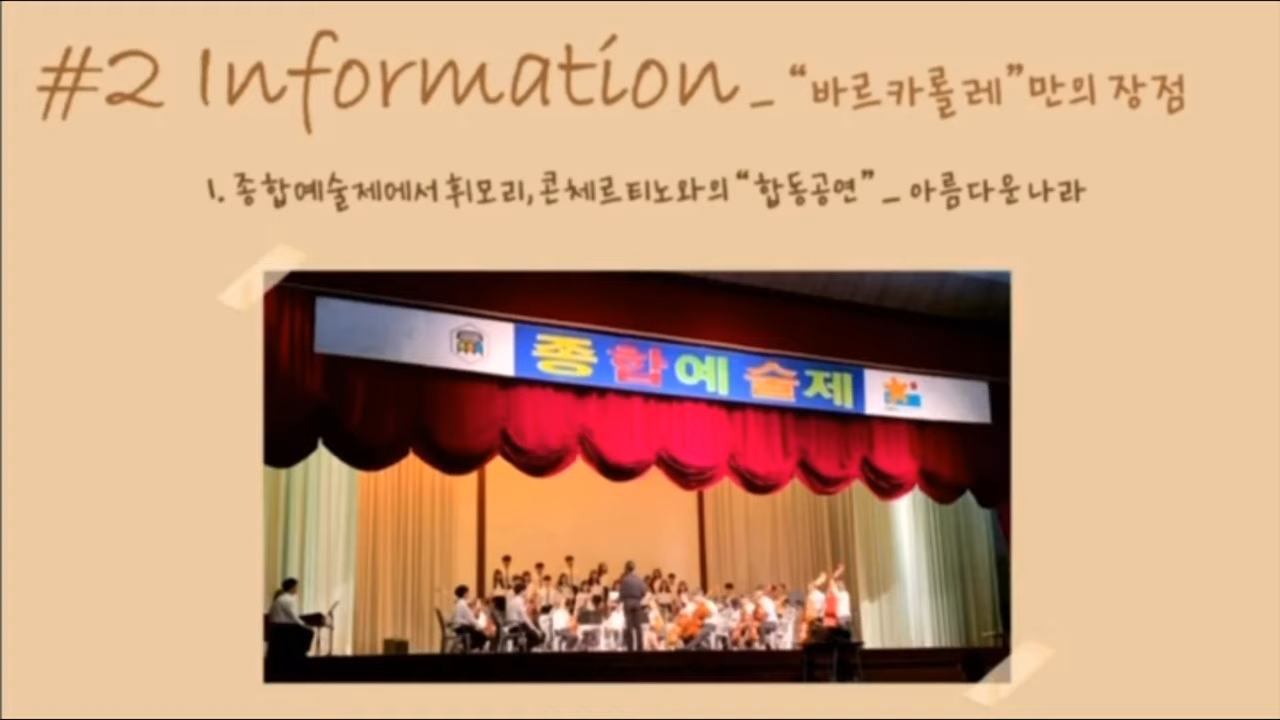 #2 Information _ “바르카롤레”만의 장점
1. 종합예술제에서 휘모리, 콘체르티노와의 “합동공연” _ 아름다운 나라
종합예술제